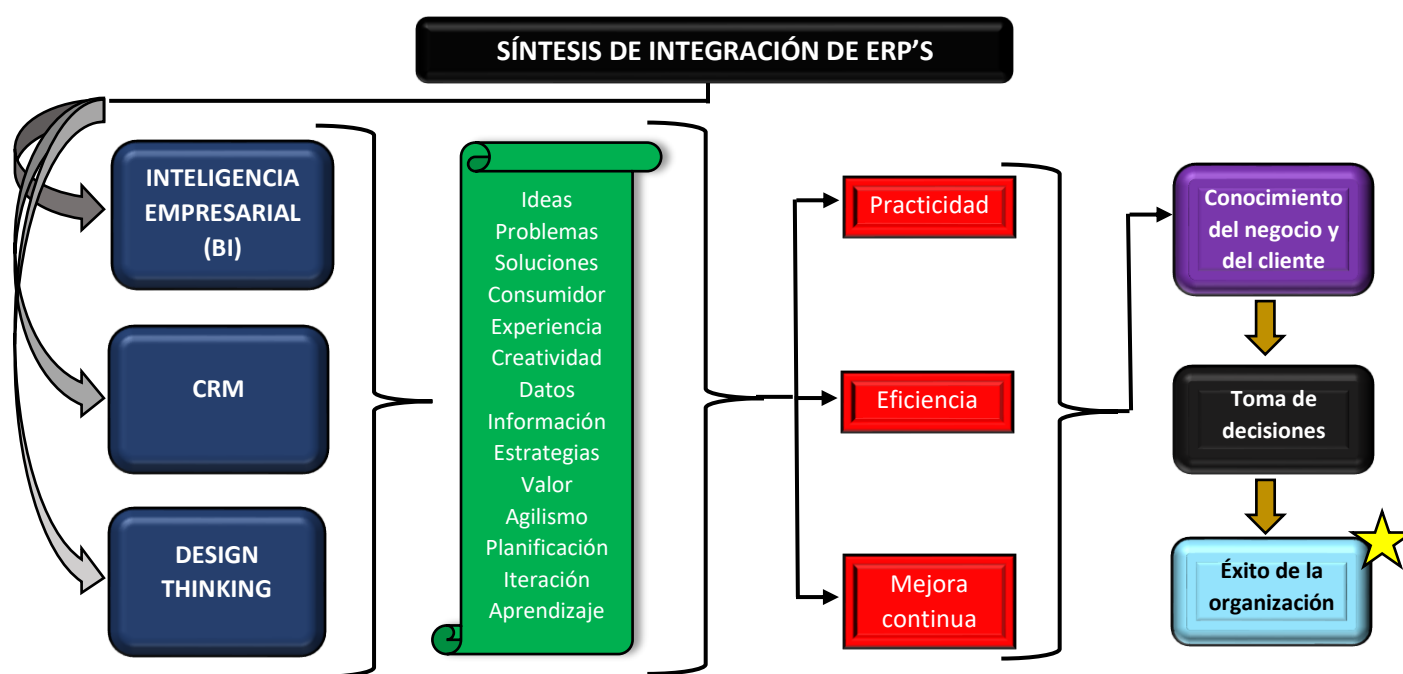 SÍNTESIS DE INTEGRACIÓN DE ERP’S
INTELIGENCIA
EMPRESARIAL
(BI)
CRM
DESIGN
THINKING
Ideas
Problemas
Soluciones
Consumidor
Experiencia
Creatividad
Datos
Información
Estrategias
Valor
Agilismo
Planificación
Iteración
Aprendizaje
Practicidad
Eficiencia
Mejora
continua
Conocimiento
del negocio y
del cliente
Toma de
decisiones
Éxito de la
organización